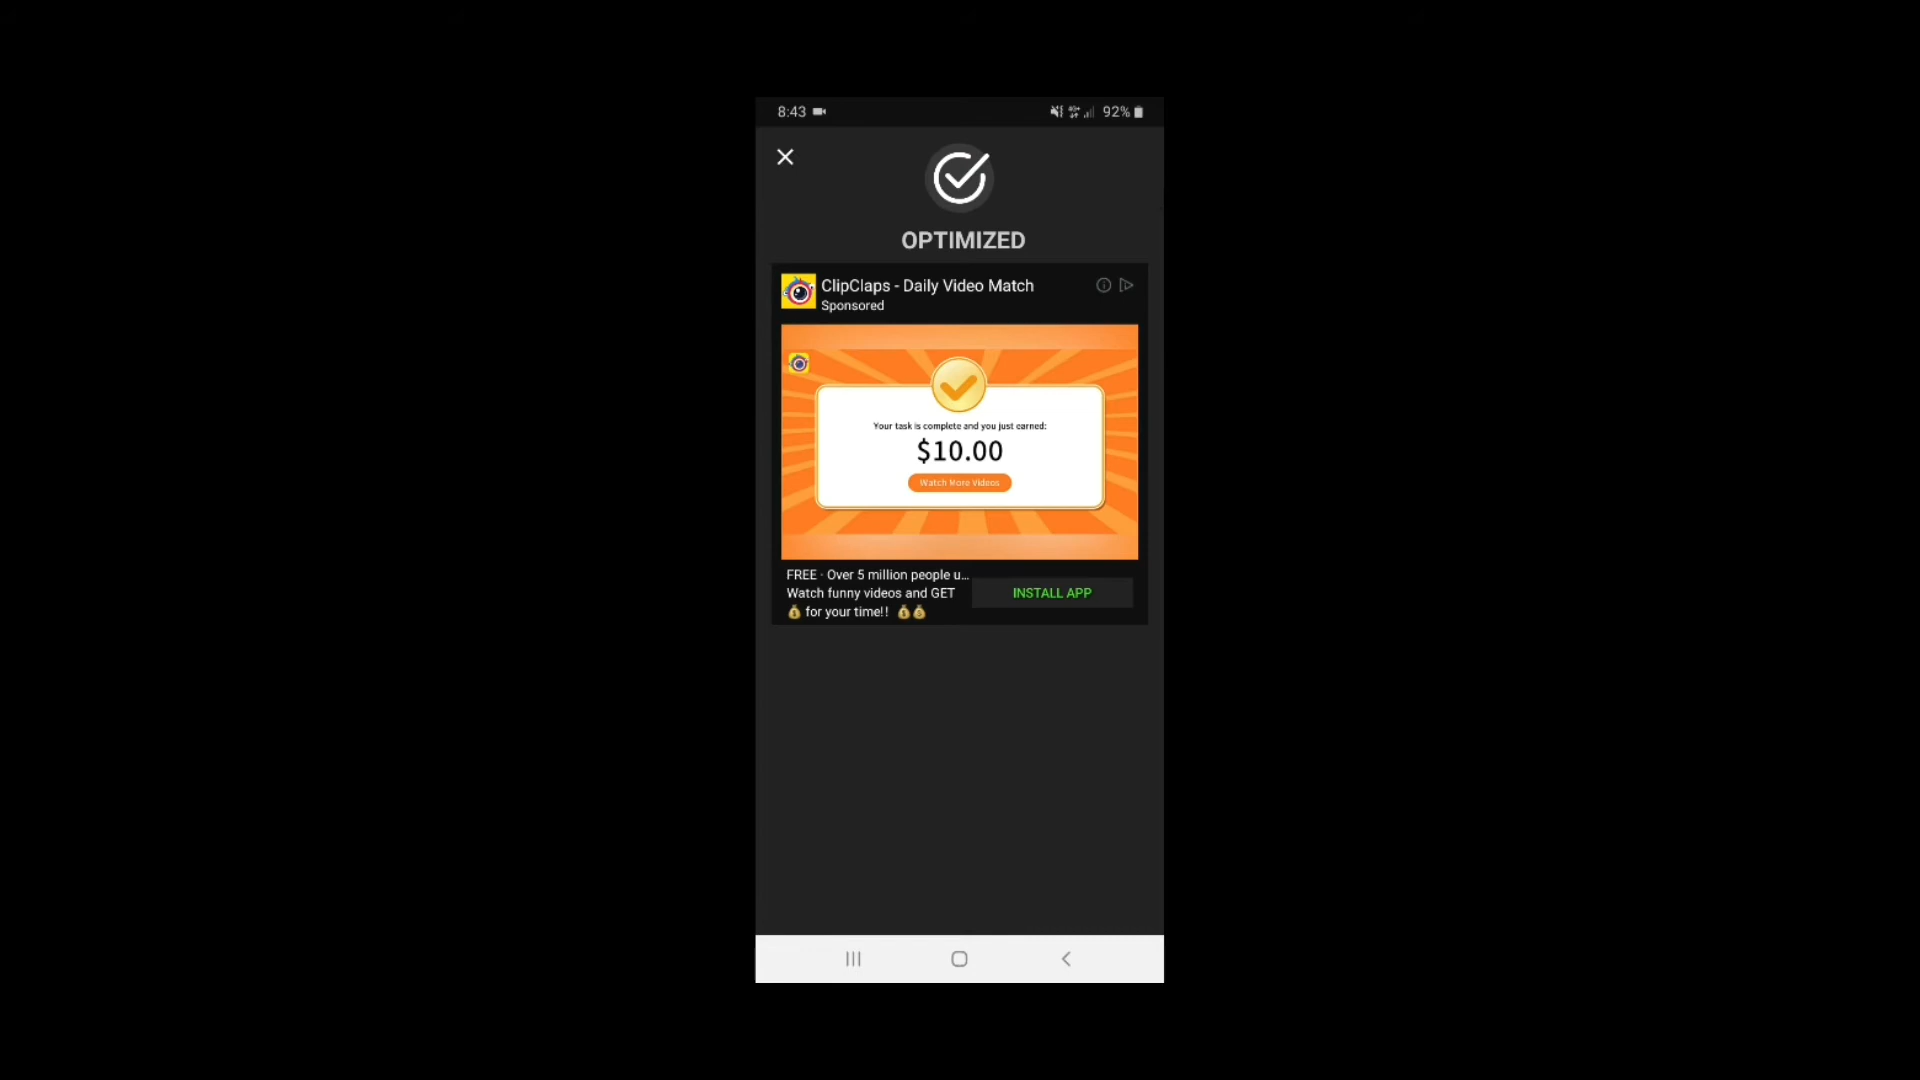 8:43
92%
OPTIMIZED
ClipClaps - Daily Video Match
Sponsored
Your task is complete and you just earned:
$10.00
Watch More Videos
FREE · Over 5 million people u...
Watch funny videos and GET
💰 for your time!! 💰💰
INSTALL APP